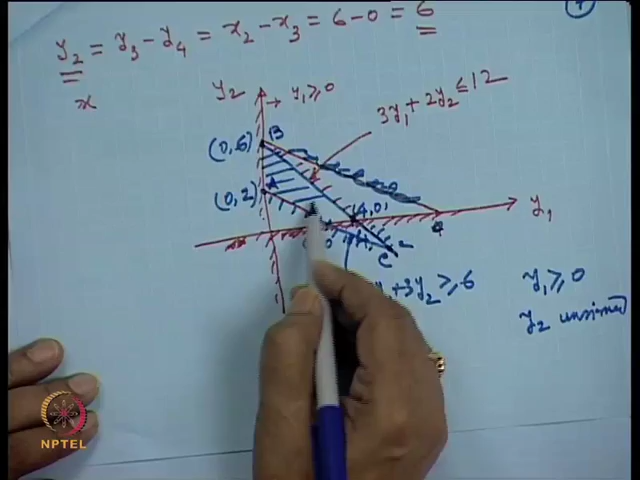 4
y₂ = y₃ - y₄ = x₂ - x₃ = 6 - 0 = 6
x
y₂
→ y₁ ≥ 0
3y₁ + 2y₂ ≤ 12
(0,6) B
(0,2) A
(4,0)
y₁
C
+ 3y₂ ≥ 6
y₁ ≥ 0
y₂ unsigned
NPTEL